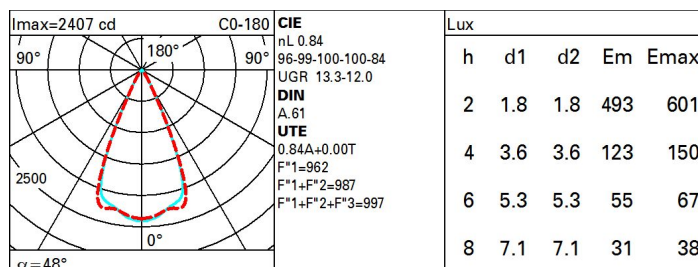 Imax=2407 cd C0-180
90° 180° 90°
2500
0°
α=48°
CIE
nL 0.84
96-99-100-100-84
UGR 13.3-12.0
DIN
A.61
UTE
0.84A+0.00T
F"1=962
F"1+F"2=987
F"1+F"2+F"3=997
Lux
h d1 d2 Em Emax
2 1.8 1.8 493 601
4 3.6 3.6 123 150
6 5.3 5.3 55 67
8 7.1 7.1 31 38